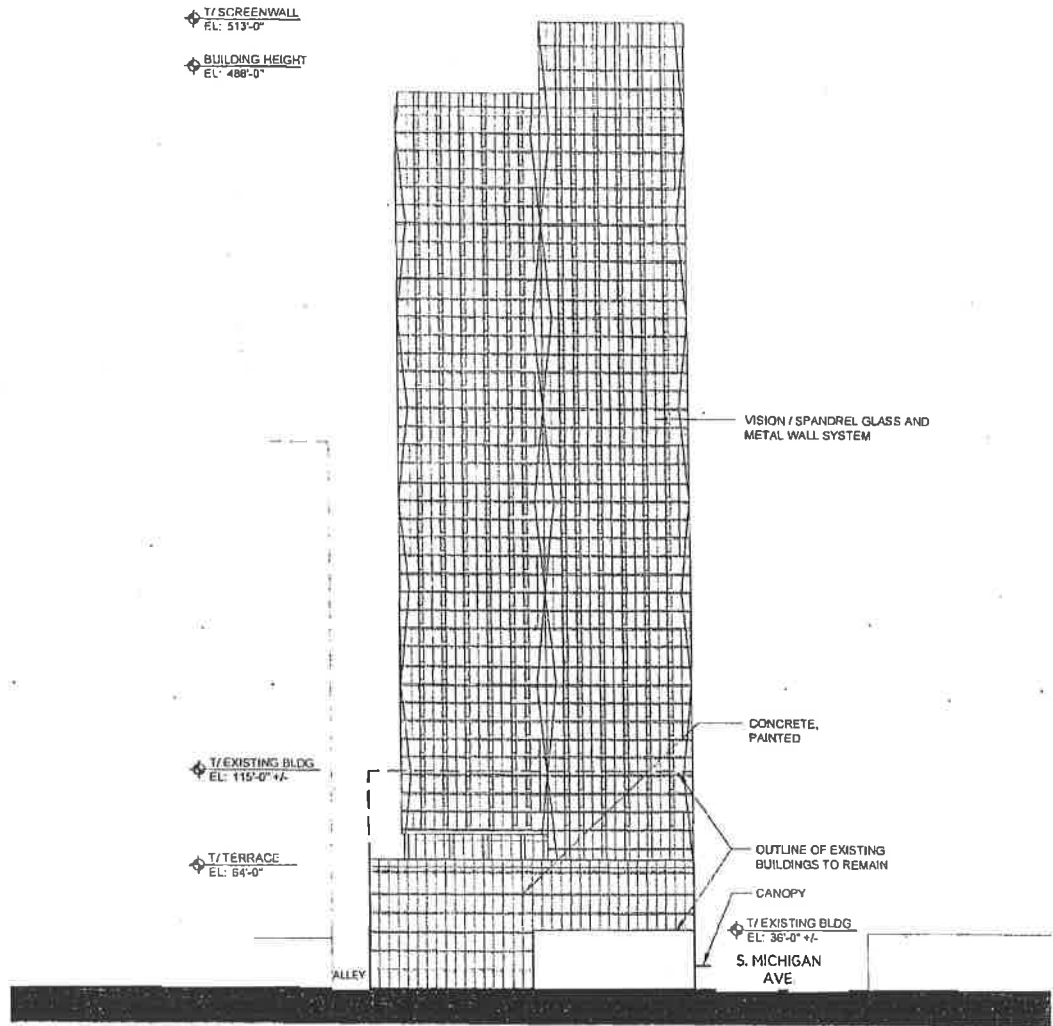 T/ SCREENWALL
EL: 513'-0"
BUILDING HEIGHT
EL: 488'-0"
VISION / SPANDREL GLASS AND
METAL WALL SYSTEM
CONCRETE,
PAINTED
T/ EXISTING BLDG
EL: 115'-0" +/-
OUTLINE OF EXISTING
BUILDINGS TO REMAIN
T/ TERRACE
EL: 64'-0"
CANOPY
T/ EXISTING BLDG
EL: 36'-0" +/-
S. MICHIGAN
AVE
ALLEY